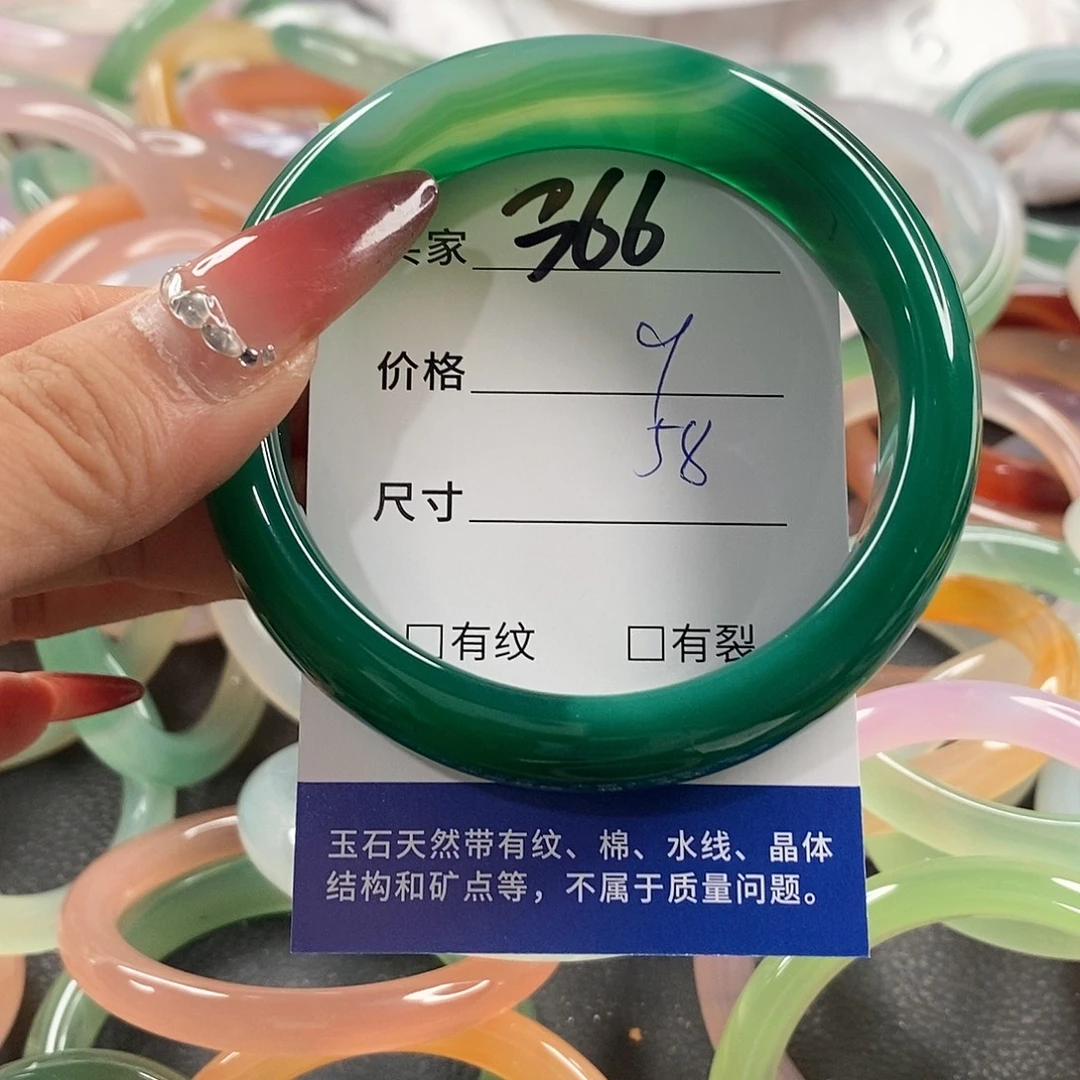 家 366
价格
58
尺寸
□有纹 □有裂
玉石天然带有纹、棉、水线、晶体
结构和矿点等，不属于质量问题。